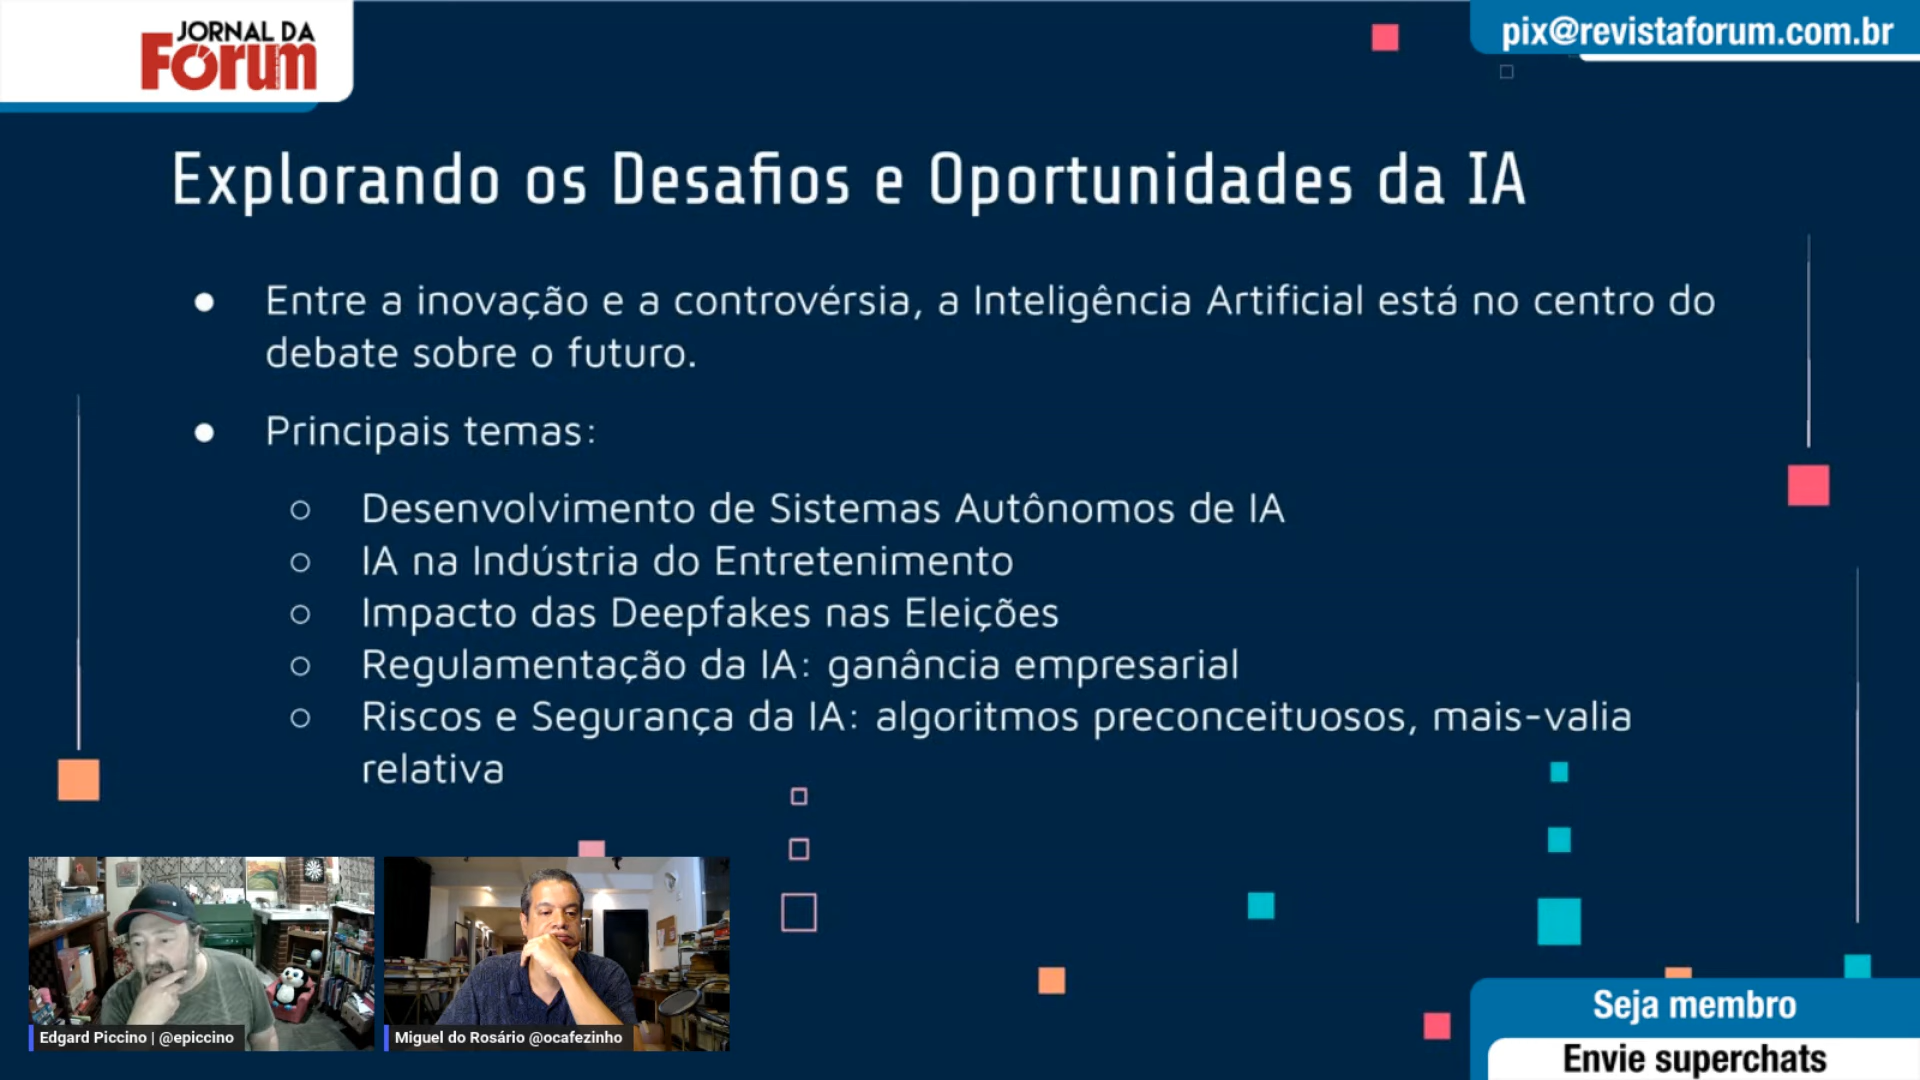 JORNAL DA
Fórum
pix@revistaforum.com.br
Explorando os Desafios e Oportunidades da IA
● Entre a inovação e a controvérsia, a Inteligência Artificial está no centro do
debate sobre o futuro.
● Principais temas:
○ Desenvolvimento de Sistemas Autônomos de IA
○ IA na Indústria do Entretenimento
○ Impacto das Deepfakes nas Eleições
○ Regulamentação da IA: ganância empresarial
○ Riscos e Segurança da IA: algoritmos preconceituosos, mais-valia
relativa
Edgard Piccino | @epiccino
Miguel do Rosário @ocafezinho
Seja membro
Envie superchats